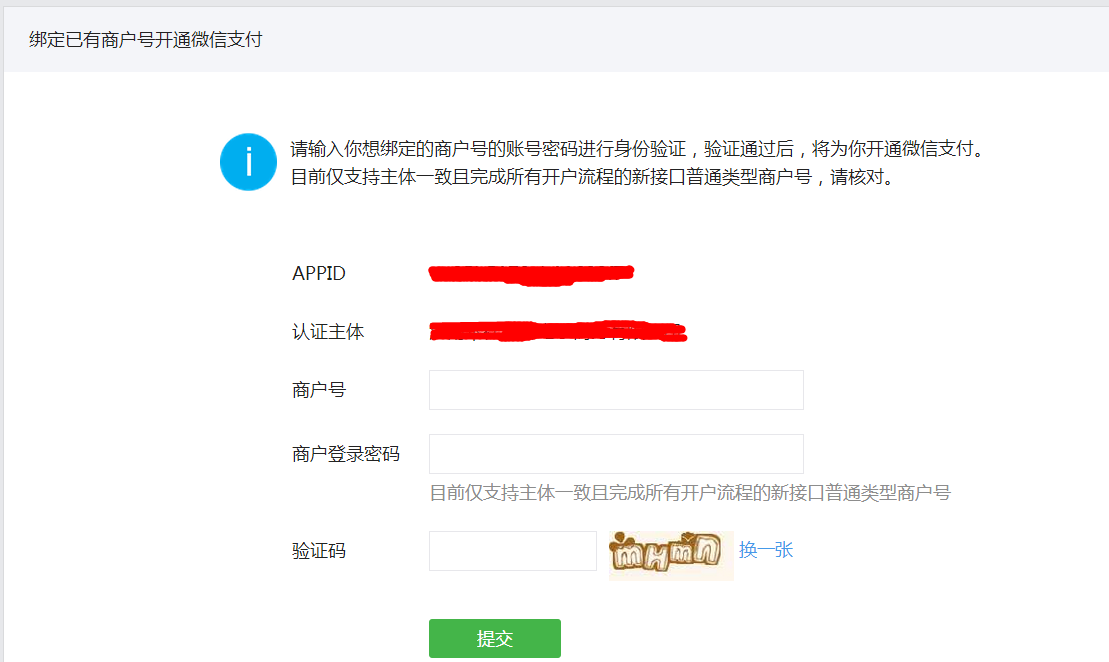 绑定已有商户号开通微信支付
请输入你想绑定的商户号的账号密码进行身份验证，验证通过后，将为你开通微信支付。
目前仅支持主体一致且完成所有开户流程的新接口普通类型商户号，请核对。
APPID
认证主体
商户号
商户登录密码
目前仅支持主体一致且完成所有开户流程的新接口普通类型商户号
验证码 mHmn 换一张
提交